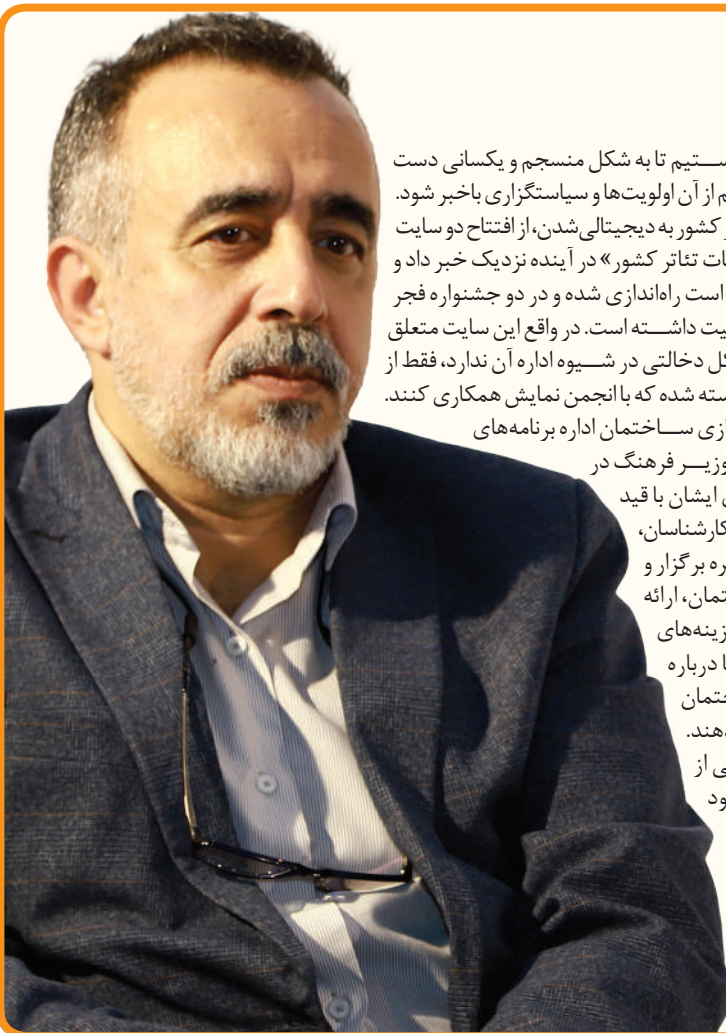 ـستیم تا به شکل منسجم و یکسانی دست
م از آن اولویت‌ها و سیاستگزاری باخبر شود.
ر کشور به دیجیتالی‌شدن، از افتتاح دو سایت
ات تئاتر کشور» در آینده نزدیک خبر داد و
است راه‌اندازی شده و در دو جشنواره فجر
یت داشته است. در واقع این سایت متعلق
کل دخالتی در شیوه اداره آن ندارد، فقط از
سته شده که با انجمن نمایش همکاری کنند.
ازی ساختمان اداره برنامه‌های
وزیر فرهنگ در
ایشان با قید
کارشناسان،
ره برگزار و
تمان، ارائه
زینه‌های
ا درباره
ختمان
هند.
ی از
ود